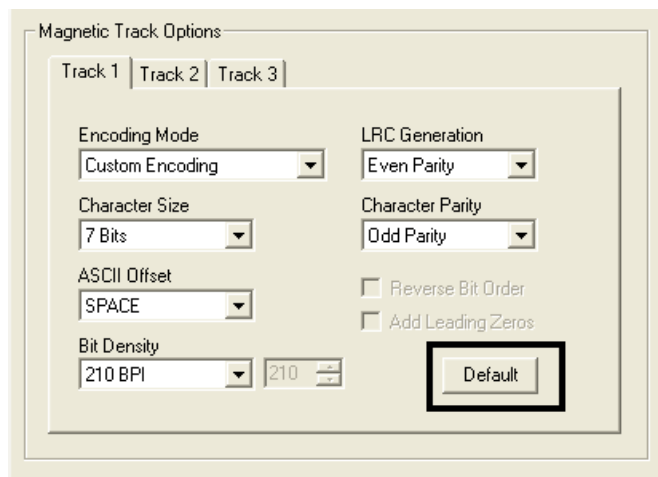 Magnetic Track Options
Track 1 Track 2 Track 3
Encoding Mode LRC Generation
Custom Encoding Even Parity
Character Size Character Parity
7 Bits Odd Parity
ASCII Offset
SPACE
Reverse Bit Order
Add Leading Zeros
Bit Density
210 BPI 210 Default